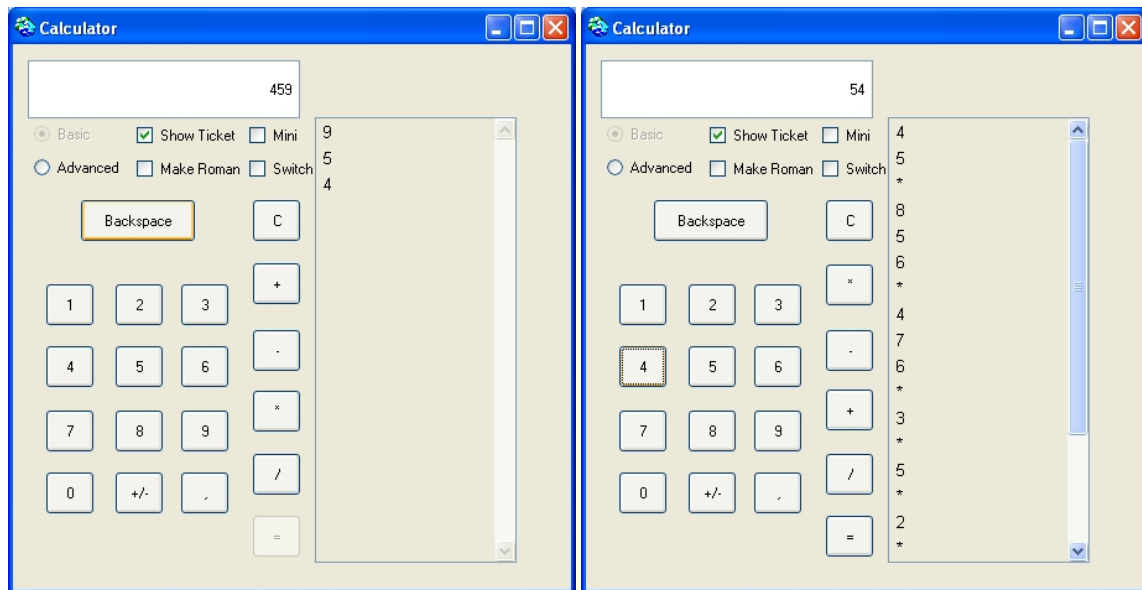 Calculator
459
Basic Show Ticket Mini
Advanced Make Roman Switch
Backspace C
+
1 2 3
-
4 5 6
*
7 8 9
/
0 +/- ,
=
9
5
4
Calculator
54
Basic Show Ticket Mini
Advanced Make Roman Switch
Backspace C
*
1 2 3
-
4 5 6
+
7 8 9
/
0 +/- ,
=
4
5
*
8
5
6
*
4
7
6
*
3
*
5
*
2
*